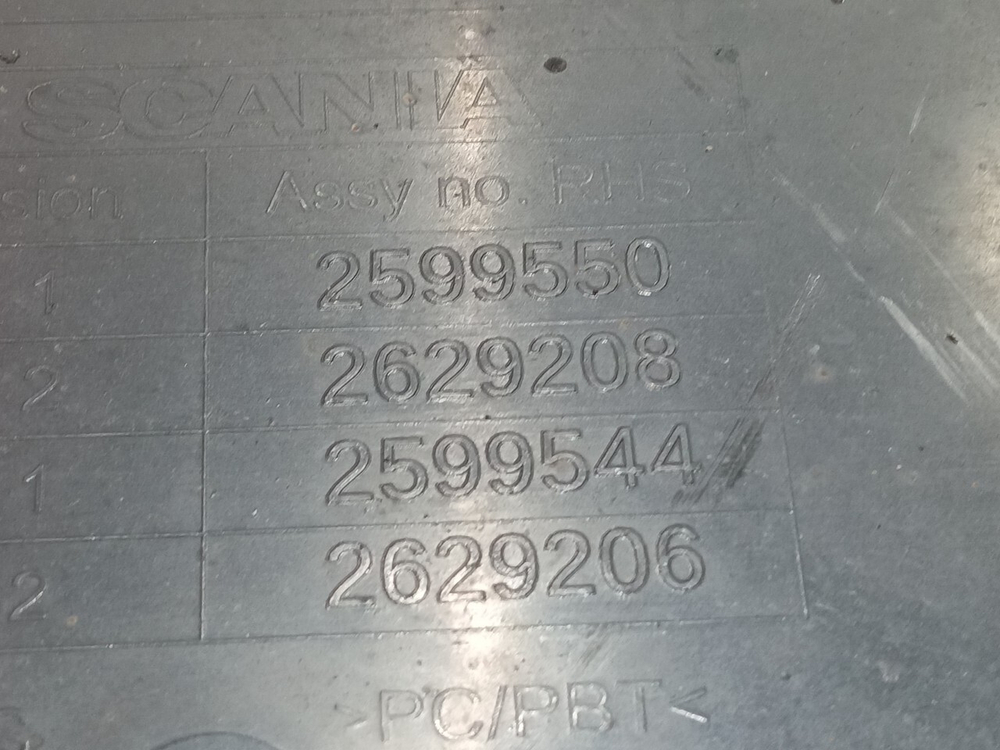 SCANIA
sion Assy no. RHS
1 2599550
2 2629208
1 2599544
2 2629206
>PC/PBT<